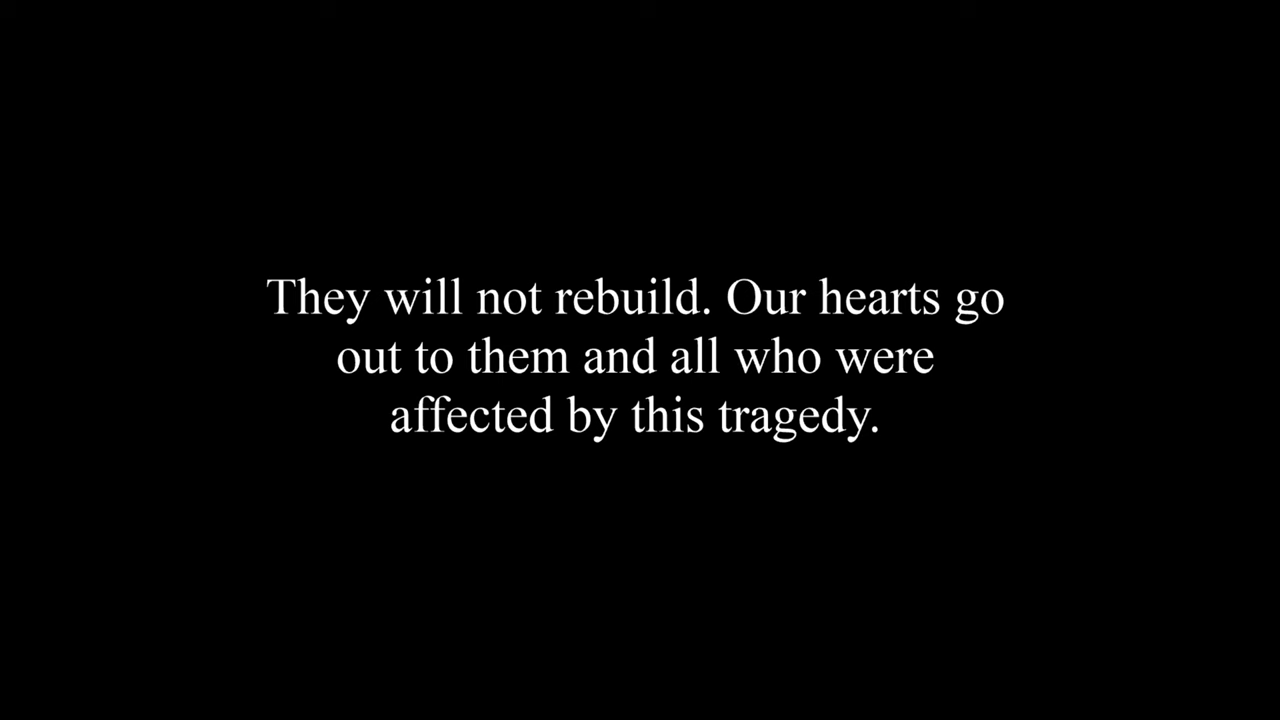 They will not rebuild. Our hearts go
out to them and all who were
affected by this tragedy.